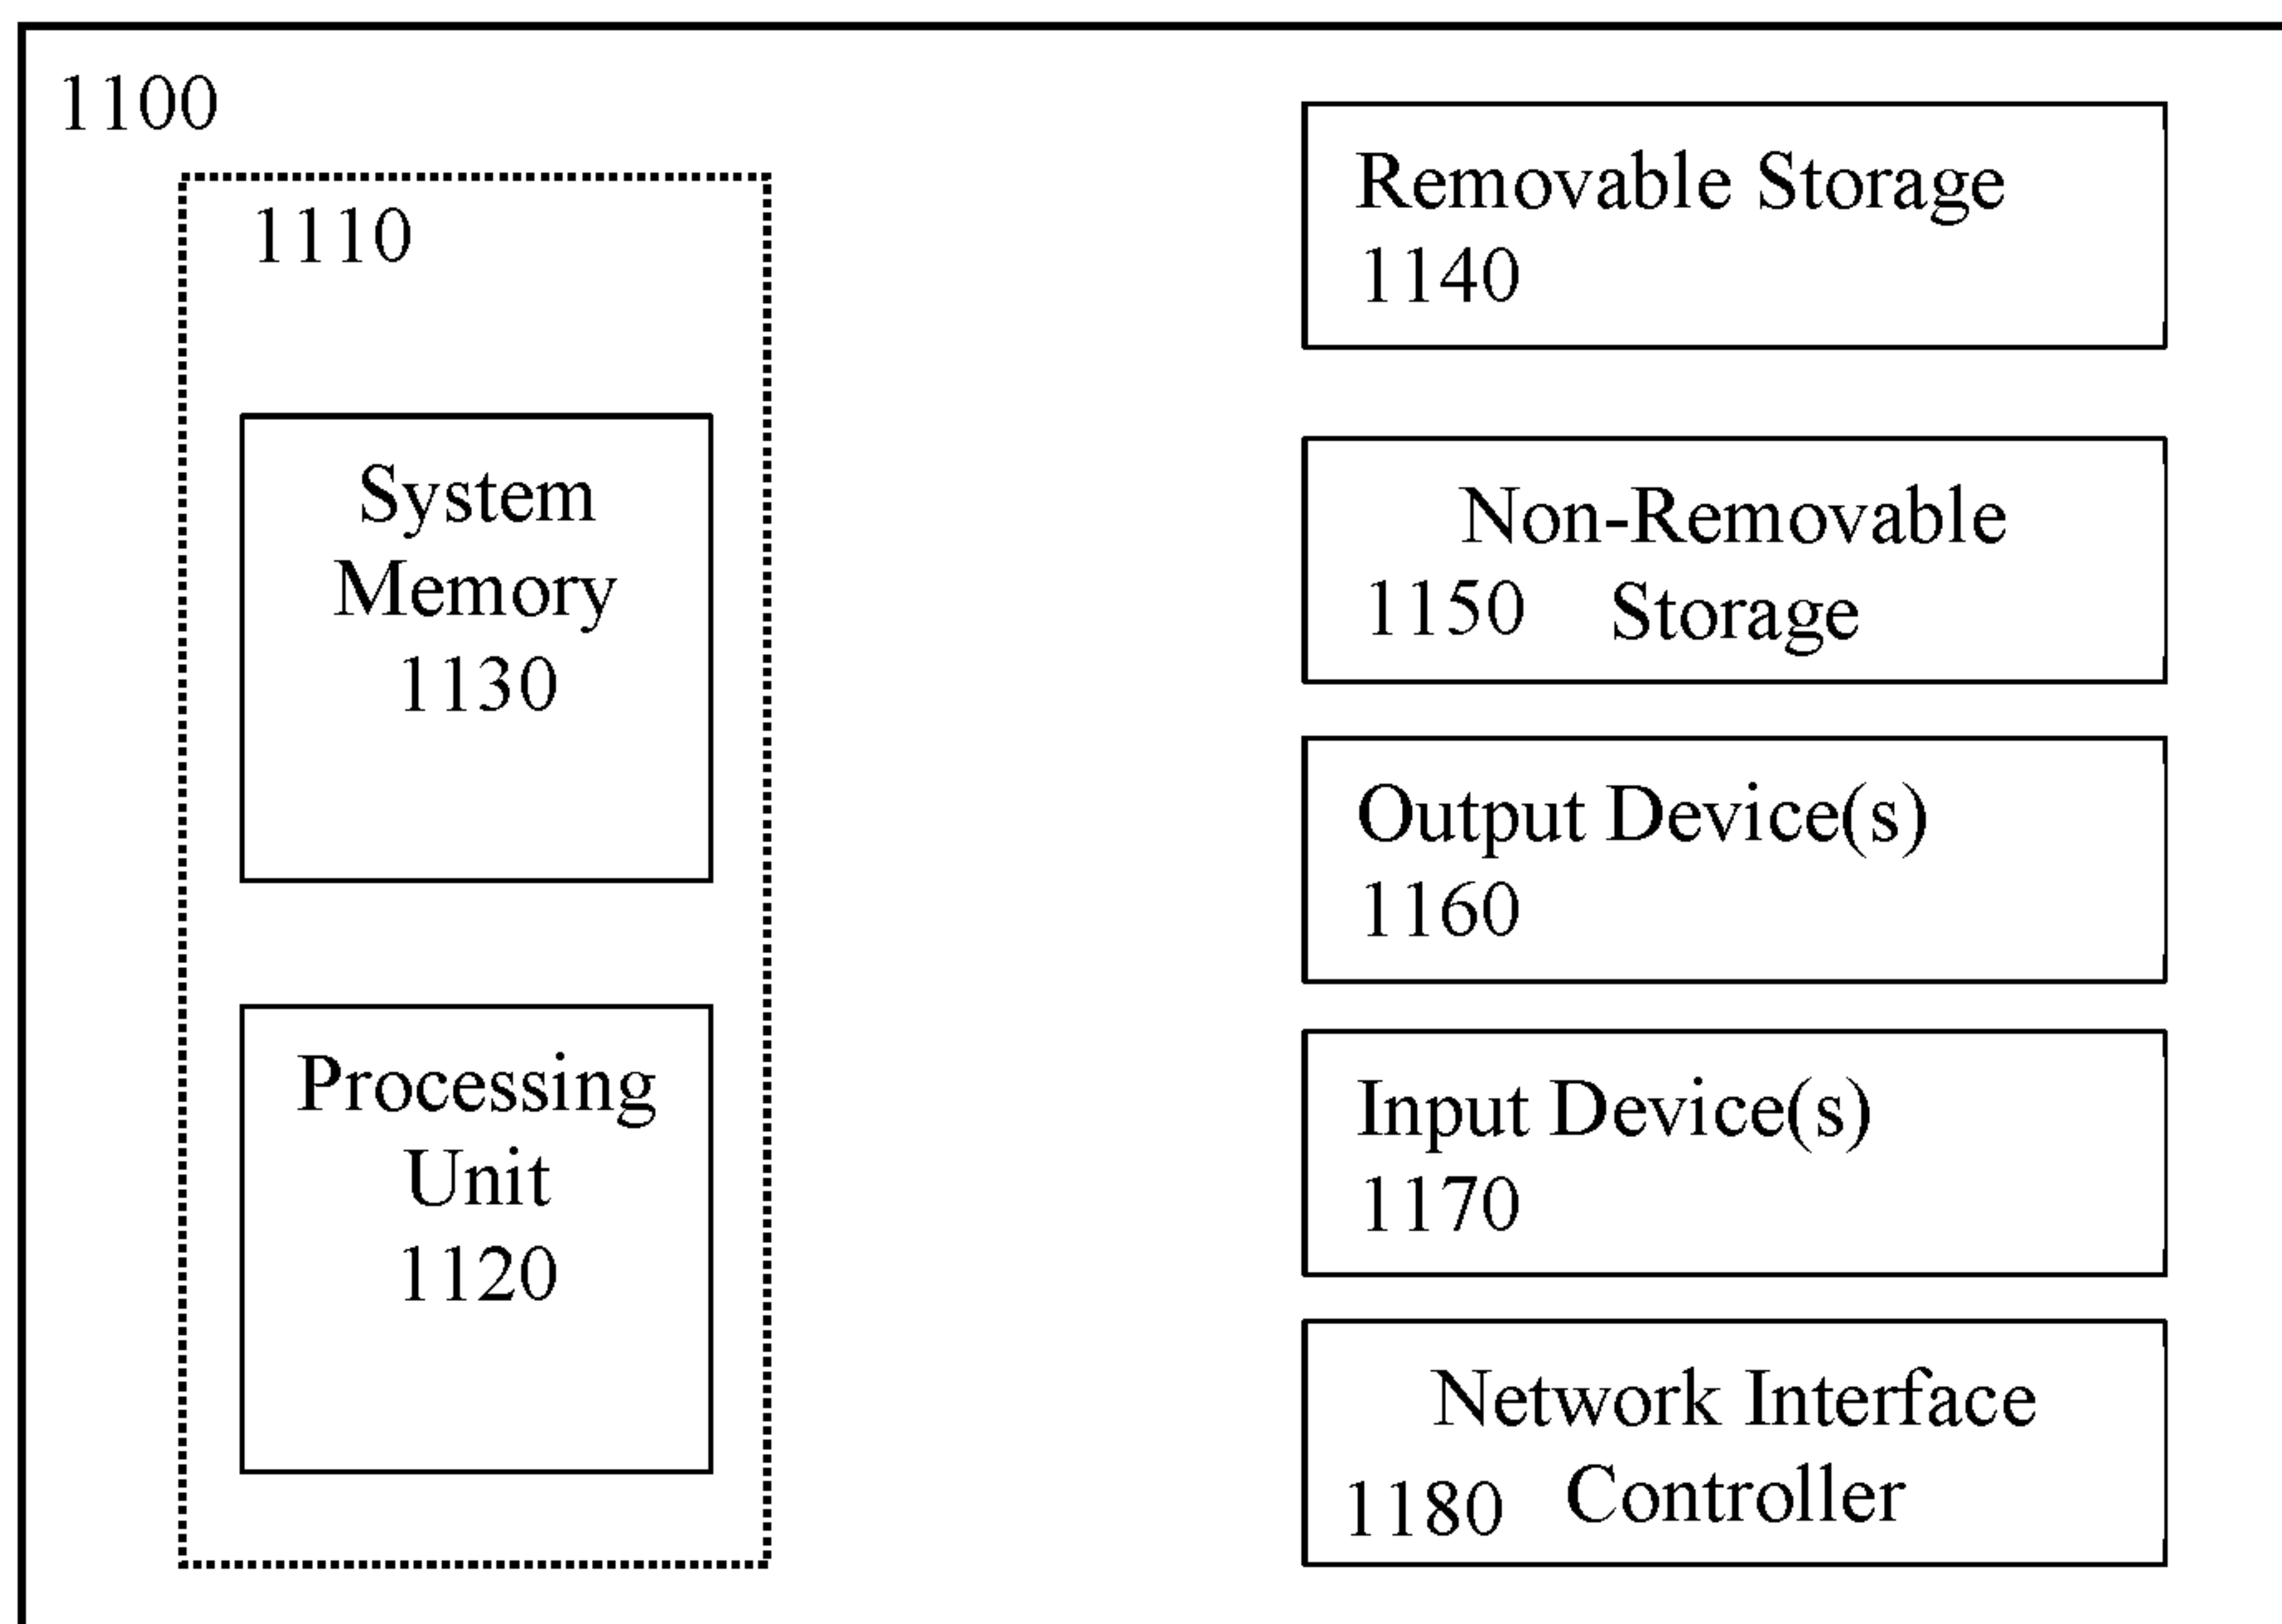 1100
1110
System
Memory
1130
Processing
Unit
1120
Removable Storage
1140
Non-Removable
1150 Storage
Output Device(s)
1160
Input Device(s)
1170
Network Interface
1180 Controller